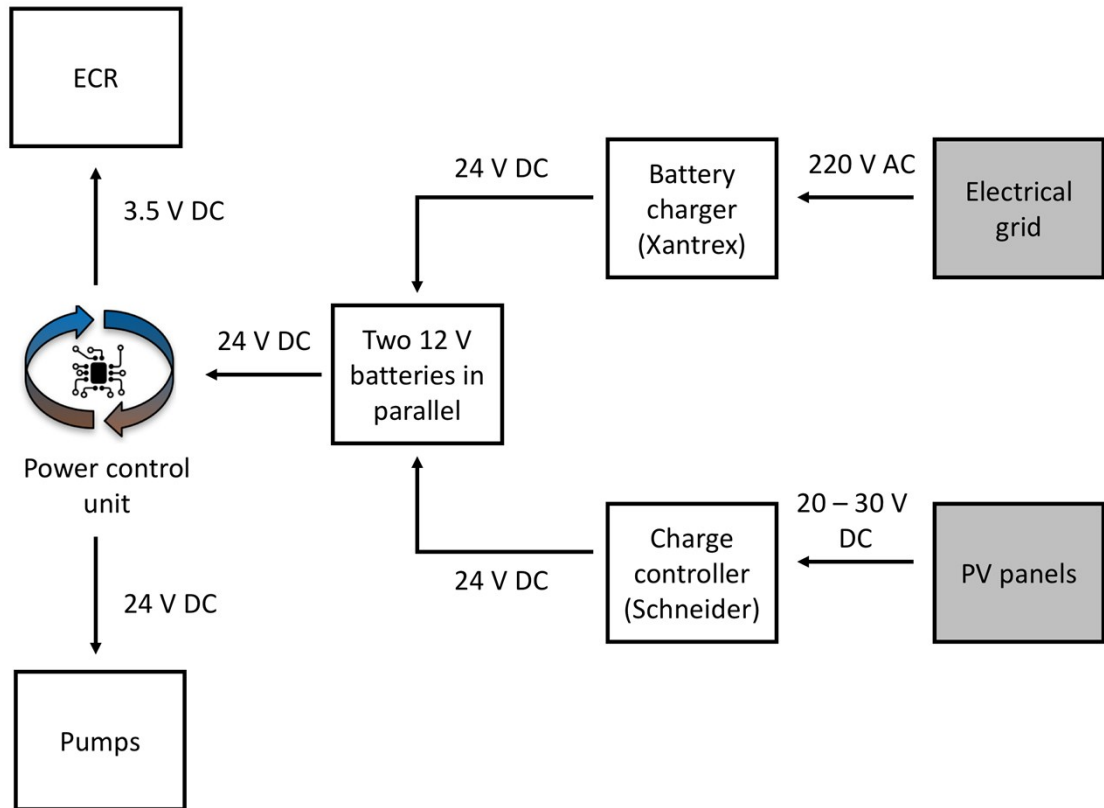 ECR
3.5 V DC
24 V DC
Battery
charger
(Xantrex)
220 V AC
Electrical
grid
24 V DC
Two 12 V
batteries in
parallel
Power control
unit
24 V DC
Charge
controller
(Schneider)
20 – 30 V
DC
PV panels
24 V DC
Pumps